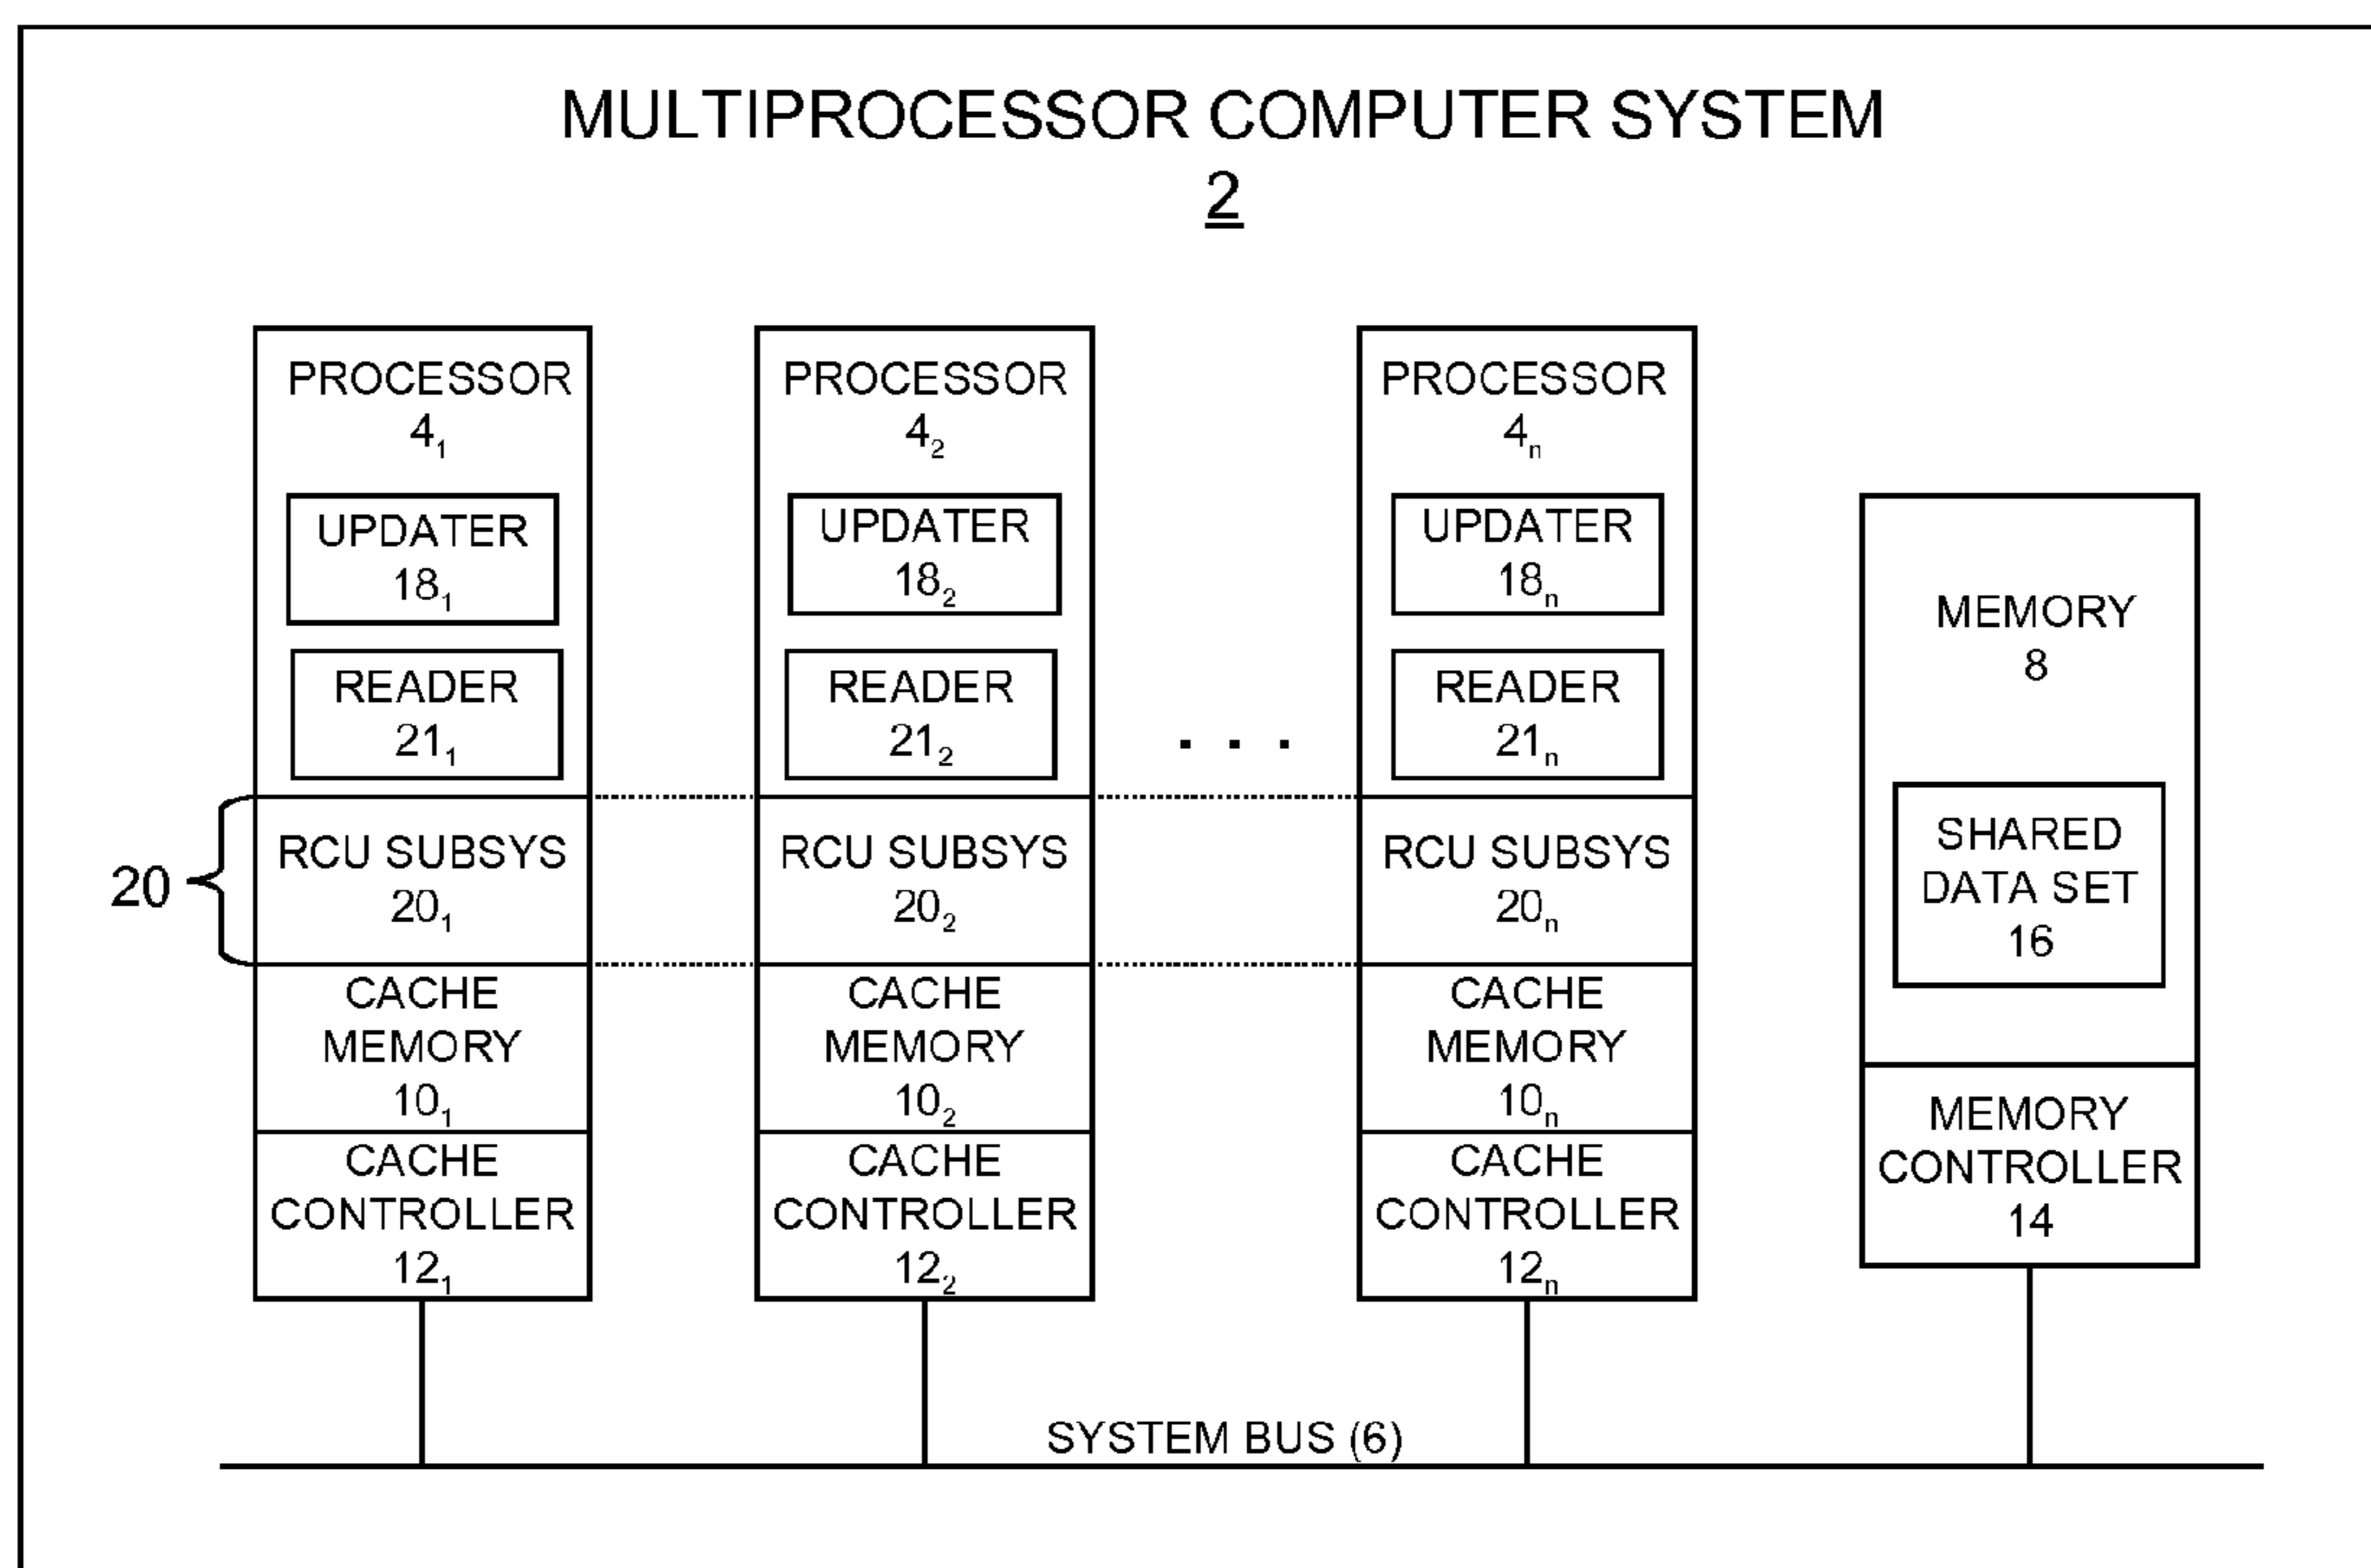 MULTIPROCESSOR COMPUTER SYSTEM
2
PROCESSOR
4₁
UPDATER
18₁
READER
21₁
RCU SUBSYS
20₁
CACHE
MEMORY
10₁
CACHE
CONTROLLER
12₁
20
PROCESSOR
4₂
UPDATER
18₂
READER
21₂
RCU SUBSYS
20₂
CACHE
MEMORY
10₂
CACHE
CONTROLLER
12₂
. . .
PROCESSOR
4ₙ
UPDATER
18ₙ
READER
21ₙ
RCU SUBSYS
20ₙ
CACHE
MEMORY
10ₙ
CACHE
CONTROLLER
12ₙ
MEMORY
8
SHARED
DATA SET
16
MEMORY
CONTROLLER
14
SYSTEM BUS (6)